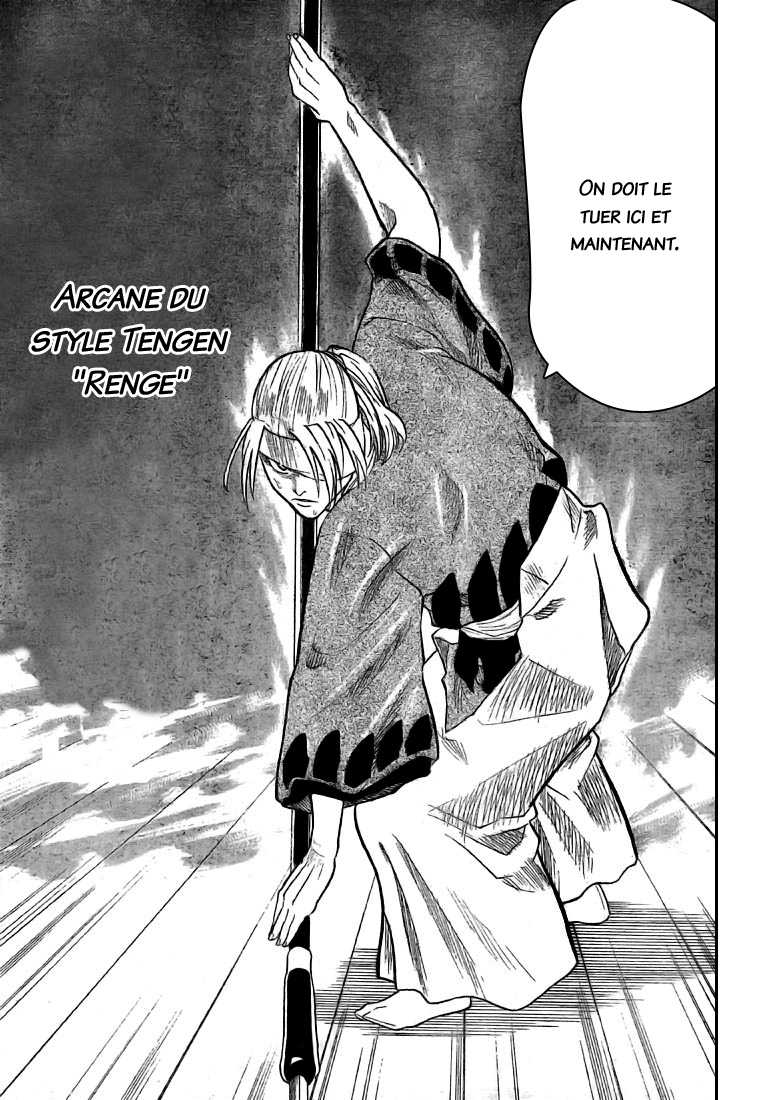 On doit le
tuer ici et
maintenant.
Arcane du
style Tengen
"Renge"